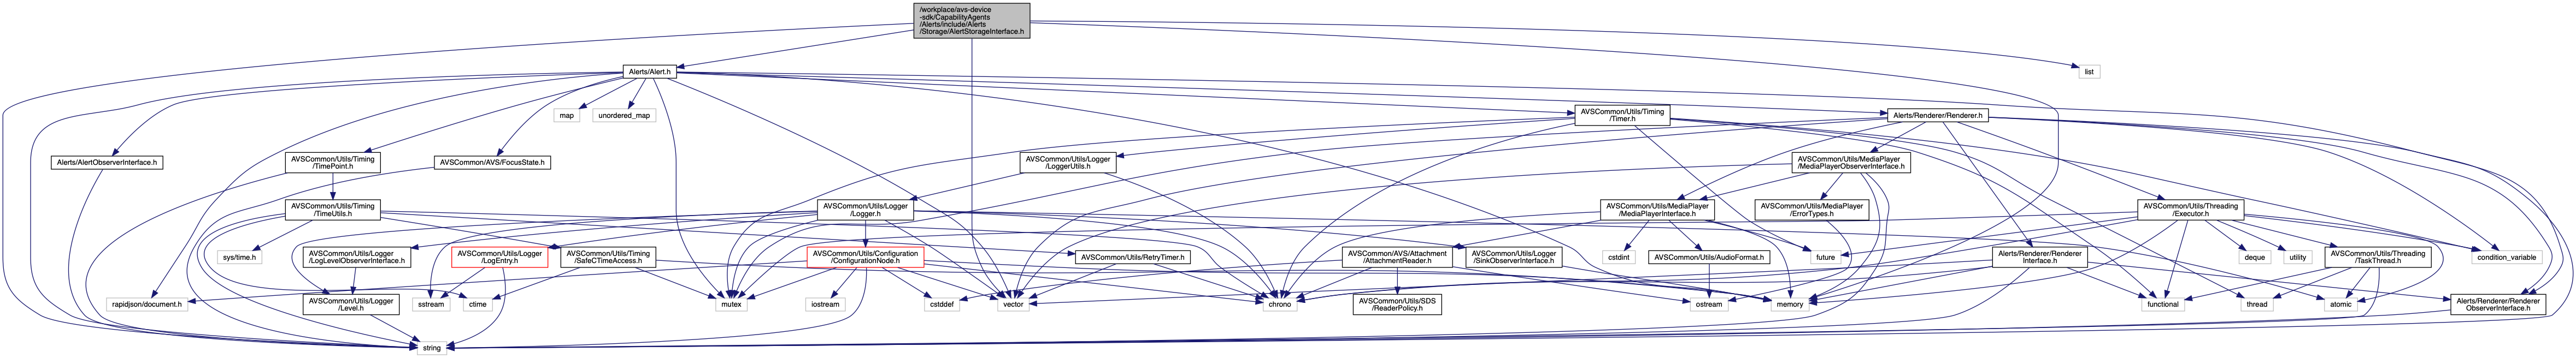 /workplace/avs-device
-sdk/CapabilityAgents
/Alerts/include/Alerts
/Storage/AlertStorageInterface.h
Alerts/Alert.h
list
map
unordered_map
AVSCommon/Utils/Timing
/Timer.h
Alerts/Renderer/Renderer.h
Alerts/AlertObserverInterface.h
AVSCommon/Utils/Timing
/TimePoint.h
AVSCommon/AVS/FocusState.h
AVSCommon/Utils/Logger
/LoggerUtils.h
AVSCommon/Utils/MediaPlayer
/MediaPlayerObserverInterface.h
AVSCommon/Utils/Timing
/TimeUtils.h
AVSCommon/Utils/Logger
/Logger.h
AVSCommon/Utils/MediaPlayer
/MediaPlayerInterface.h
AVSCommon/Utils/MediaPlayer
/ErrorTypes.h
AVSCommon/Utils/Threading
/Executor.h
sys/time.h
AVSCommon/Utils/Logger
/LogLevelObserverInterface.h
AVSCommon/Utils/Logger
/LogEntry.h
AVSCommon/Utils/Timing
/SafeCTimeAccess.h
AVSCommon/Utils/Configuration
/ConfigurationNode.h
AVSCommon/Utils/RetryTimer.h
AVSCommon/AVS/Attachment
/AttachmentReader.h
AVSCommon/Utils/Logger
/SinkObserverInterface.h
cstdint
AVSCommon/Utils/AudioFormat.h
future
Alerts/Renderer/Renderer
Interface.h
deque
utility
AVSCommon/Utils/Threading
/TaskThread.h
condition_variable
rapidjson/document.h
AVSCommon/Utils/Logger
/Level.h
sstream
ctime
mutex
iostream
cstddef
vector
chrono
AVSCommon/Utils/SDS
/ReaderPolicy.h
ostream
memory
functional
thread
atomic
Alerts/Renderer/Renderer
ObserverInterface.h
string